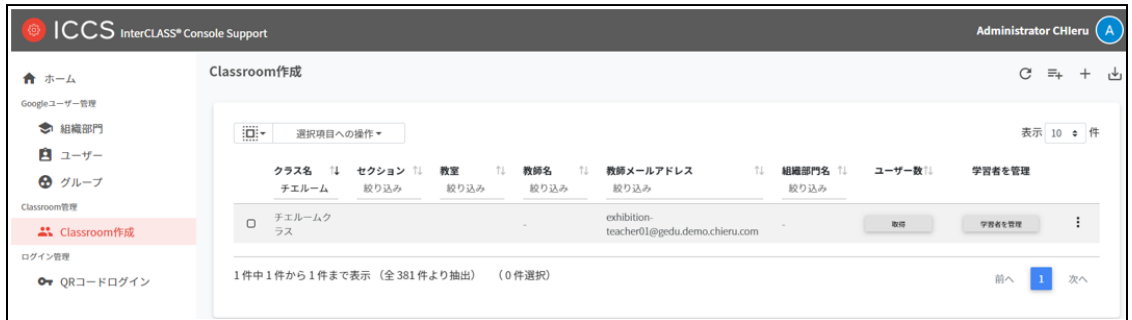 ICCS InterCLASS® Console Support
Administrator CHIeru A
ホーム
Googleユーザー管理
組織部門
ユーザー
グループ
Classroom管理
Classroom作成
ログイン管理
QRコードログイン
Classroom作成
選択項目への操作
表示 10 件
クラス名 セクション 教室 教師名 教師メールアドレス 組織部門名 ユーザー数 学習者を管理
チエルーム 絞り込み 絞り込み 絞り込み 絞り込み 絞り込み
チエルームク
ラス
-
exhibition-
teacher01@gedu.demo.chieru.com
-
取得
学習者を管理
1 件中 1 件から 1 件まで表示 （全 381 件より抽出） （ 0 件選択）
前へ 1 次へ